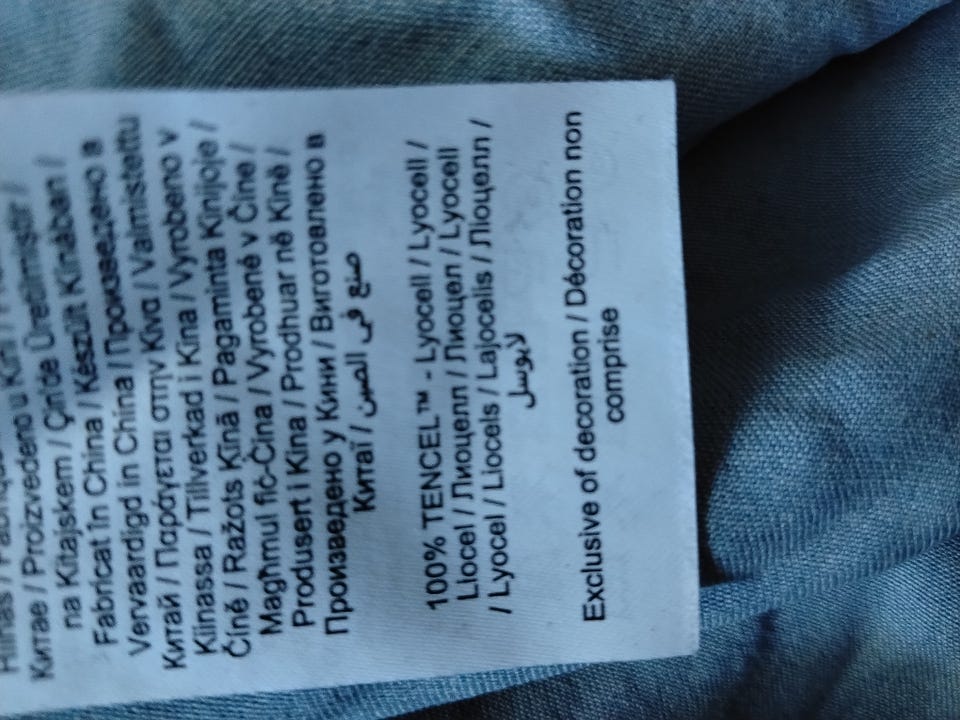 Китае / Proizvedeno u Kini /
na Kitajskem / Çin'de Üretilmiştir /
Fabricat în China / Készült Kínában /
Vervaardigd in China / Произведено в
Китай / Παράγεται στην Κίνα / Valmistettu
Kiinassa / Tillverkad i Kina / Vyrobeno v
Číně / Ražots Ķīnā / Pagaminta Kinijoje /
Magħmul fiċ-Ċina / Vyrobené v Číne /
Produsert i Kina / Prodhuar në Kinë /
Произведено у Кини / Виготовлено в
Китаї / صنع في الصين
100% TENCEL™ - Lyocell / Lyocell /
Liocel / Лиоцелл / Лиоцел / Lyocell
/ Lyocel / Liocels / Lajocelis / Ліоцелл /
لايوسل
Exclusive of decoration / Décoration non
comprise